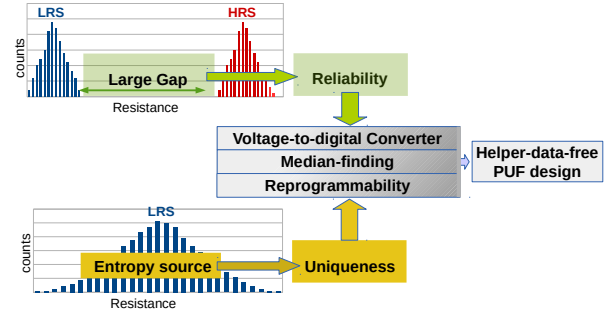 LRS
HRS
counts
Large Gap
Reliability
Resistance
Voltage-to-digital Converter
Median-finding
Reprogrammability
Helper-data-free
PUF design
LRS
counts
Entropy source
Uniqueness
Resistance